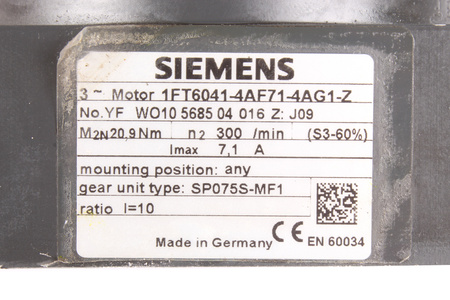 SIEMENS
3 ~ Motor 1FT6041-4AF71-4AG1-Z
No.YF WO10 5685 04 016 Z: J09
M2N 20,9 Nm n2 300 /min (S3-60%)
Imax 7,1 A
mounting position: any
gear unit type: SP075S-MF1
ratio I=10
Made in Germany CE EN 60034